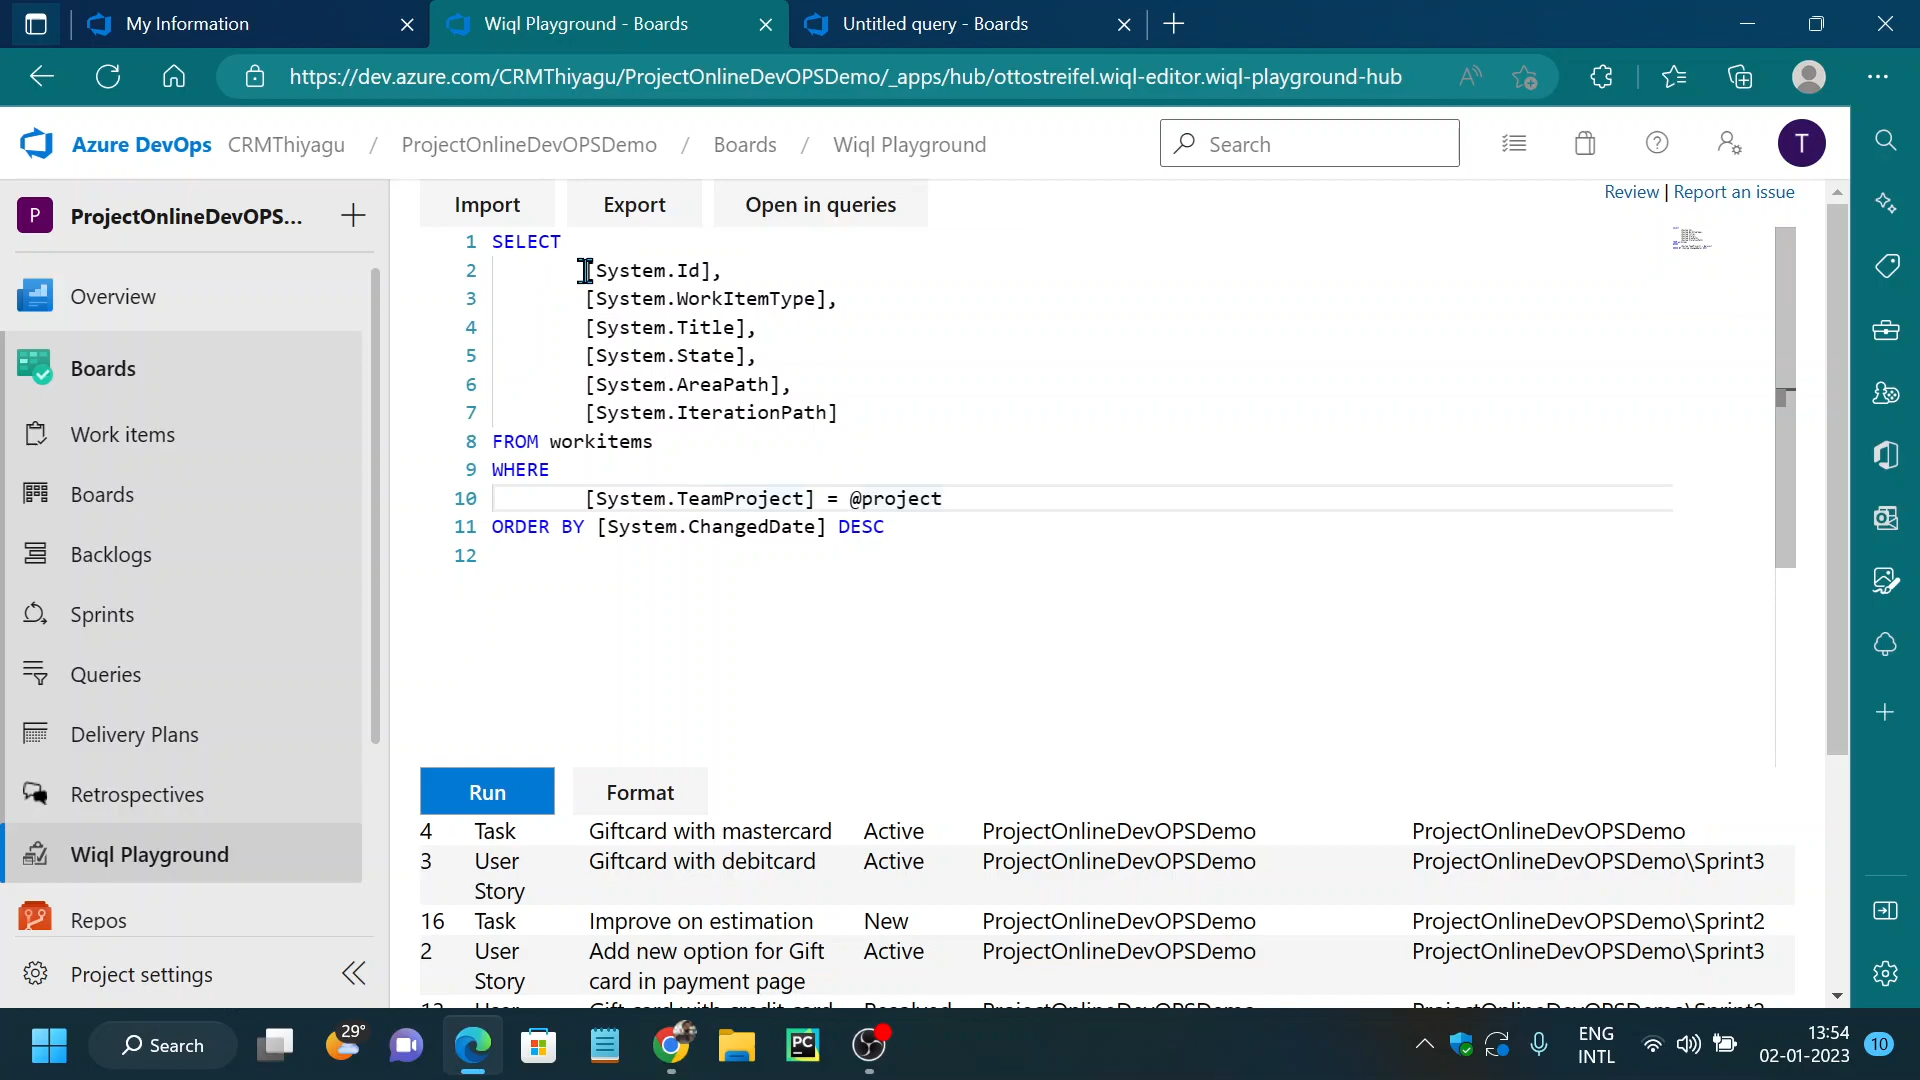 My Information
Wiql Playground - Boards
Untitled query - Boards
https://dev.azure.com/CRMThiyagu/ProjectOnlineDevOPSDemo/_apps/hub/ottostreifel.wiql-editor.wiql-playground-hub
Azure DevOps CRMThiyagu / ProjectOnlineDevOPSDemo / Boards / Wiql Playground
Search
T
P ProjectOnlineDevOPS...
Overview
Boards
Work items
Boards
Backlogs
Sprints
Queries
Delivery Plans
Retrospectives
Wiql Playground
Repos
Project settings
Import Export Open in queries
Review | Report an issue
1 SELECT
2 [System.Id],
3 [System.WorkItemType],
4 [System.Title],
5 [System.State],
6 [System.AreaPath],
7 [System.IterationPath]
8 FROM workitems
9 WHERE
10 [System.TeamProject] = @project
11 ORDER BY [System.ChangedDate] DESC
12
Run Format
4 Task Giftcard with mastercard Active ProjectOnlineDevOPSDemo ProjectOnlineDevOPSDemo
3 User Giftcard with debitcard Active ProjectOnlineDevOPSDemo ProjectOnlineDevOPSDemo\Sprint3
Story
16 Task Improve on estimation New ProjectOnlineDevOPSDemo ProjectOnlineDevOPSDemo\Sprint2
2 User Add new option for Gift Active ProjectOnlineDevOPSDemo ProjectOnlineDevOPSDemo\Sprint3
Story card in payment page
Search
29°
PC
ENG
INTL
13:54
02-01-2023
10